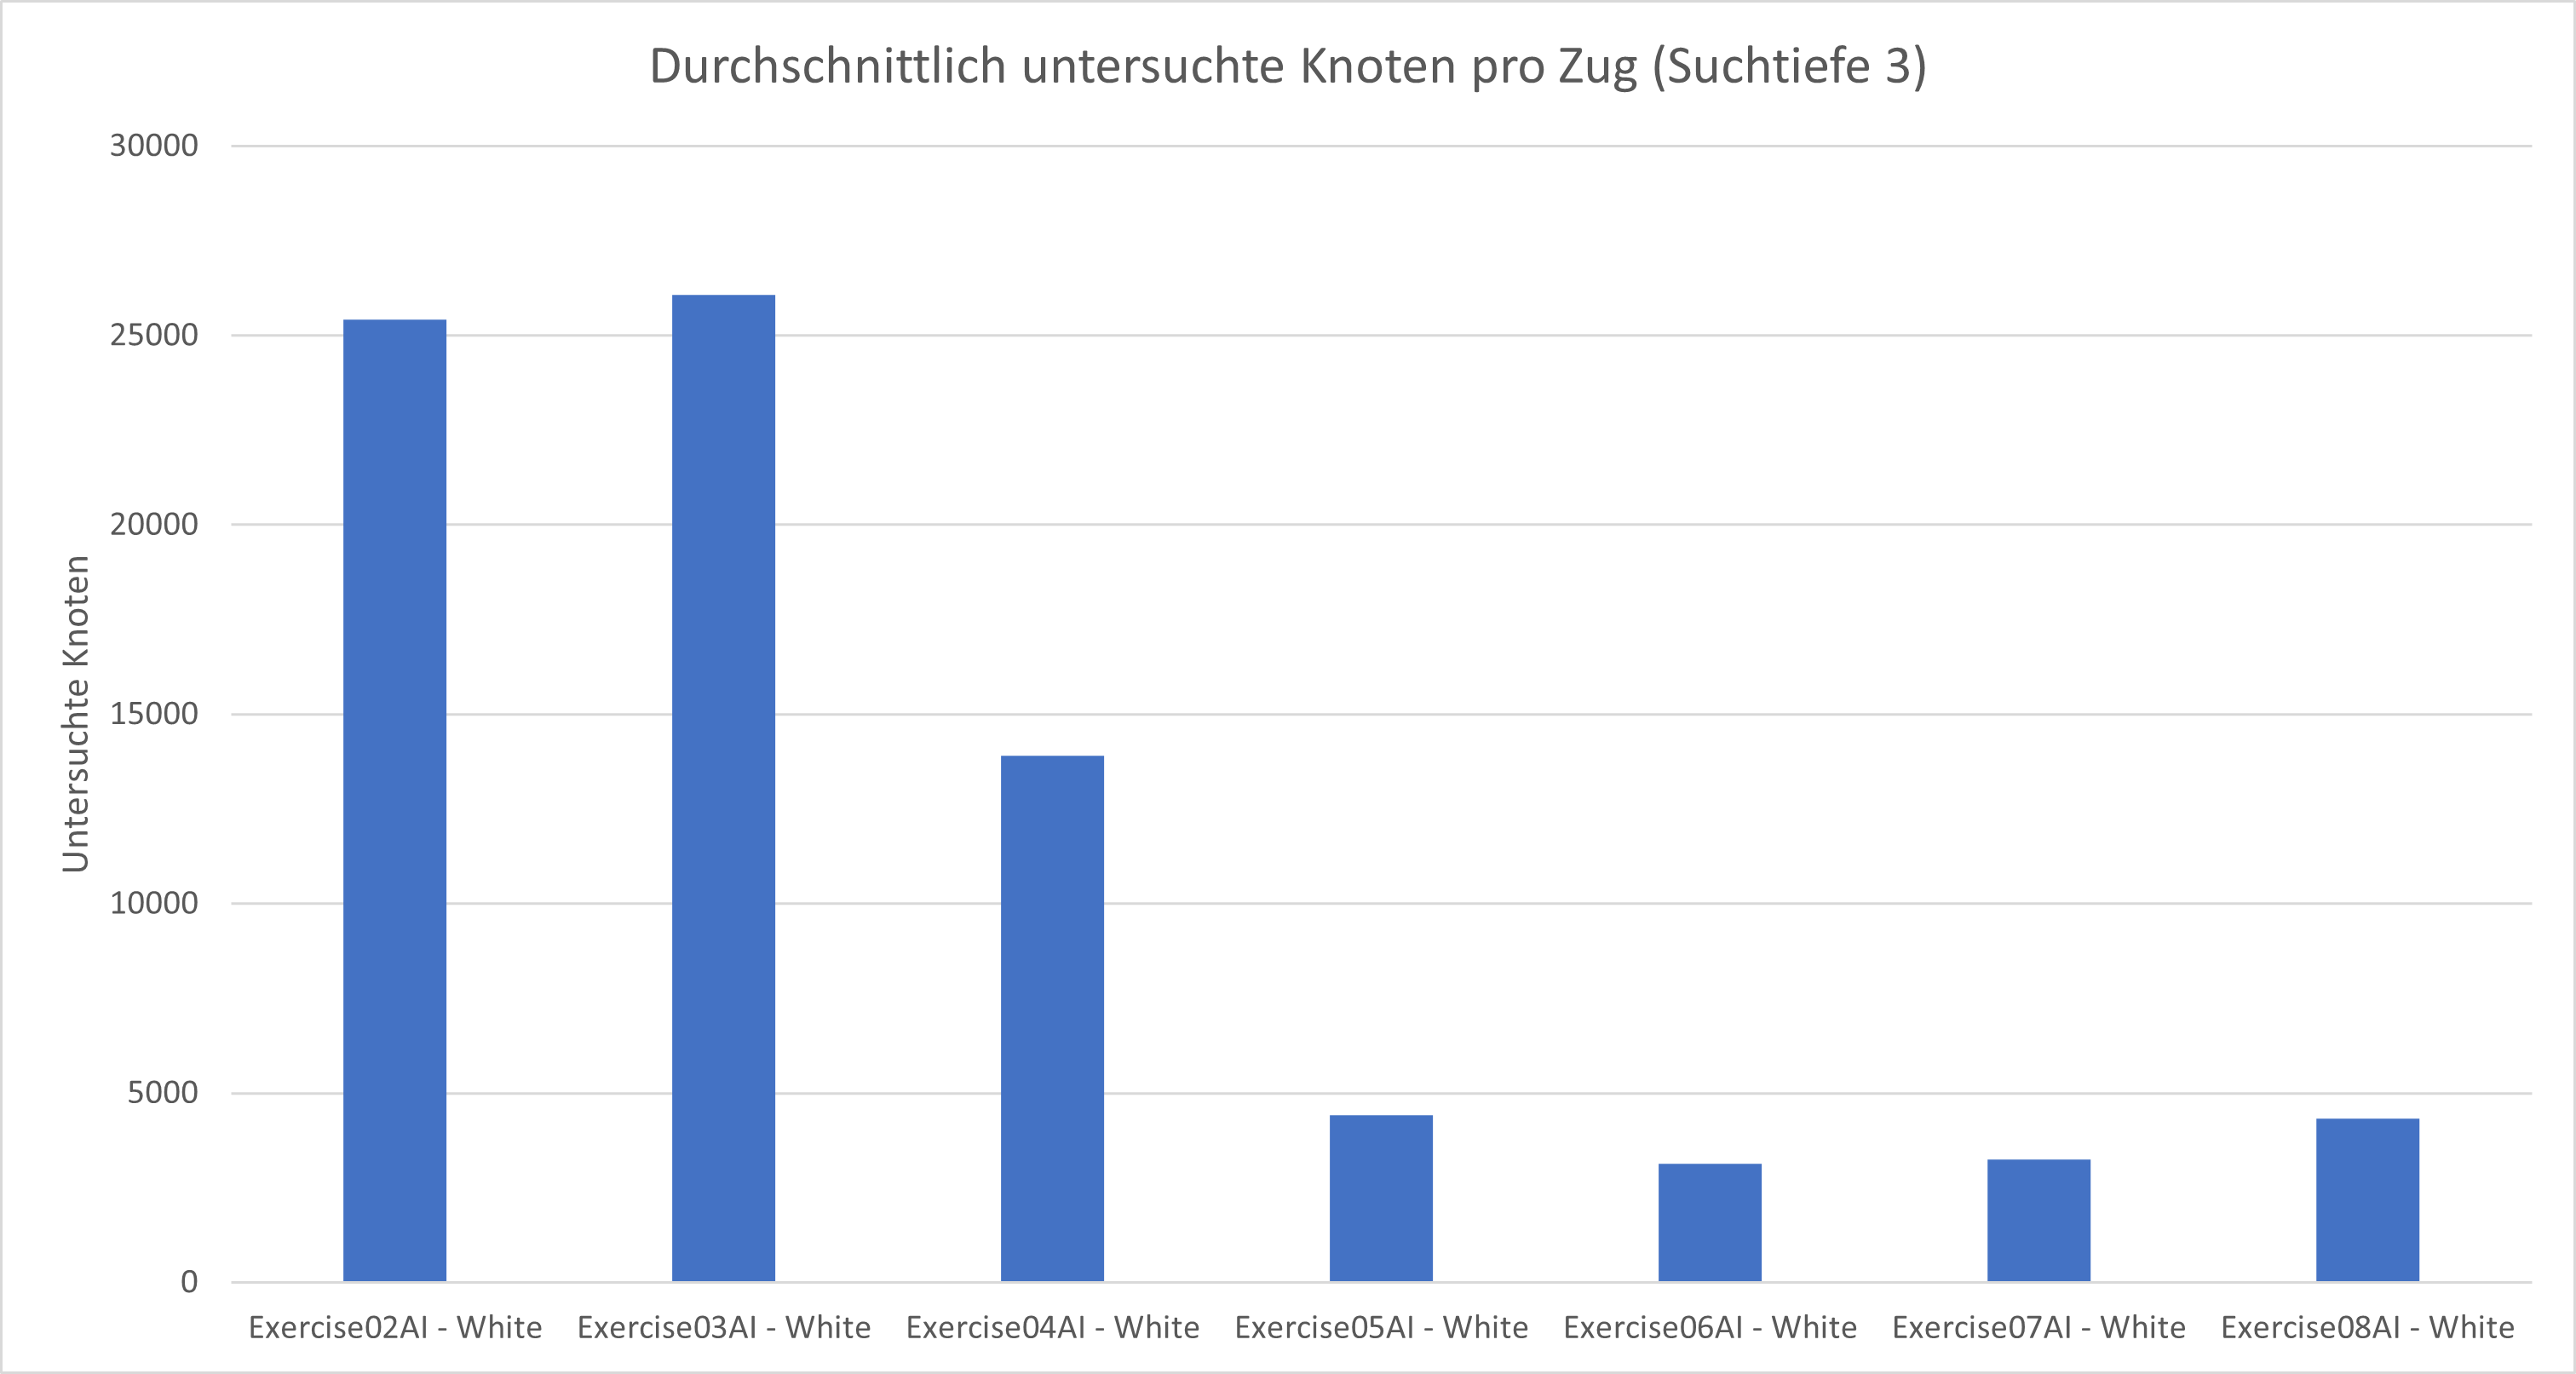 Durchschnittlich untersuchte Knoten pro Zug (Suchtiefe 3)
Untersuchte Knoten
30000
25000
20000
15000
10000
5000
0
Exercise02AI - White
Exercise03AI - White
Exercise04AI - White
Exercise05AI - White
Exercise06AI - White
Exercise07AI - White
Exercise08AI - White